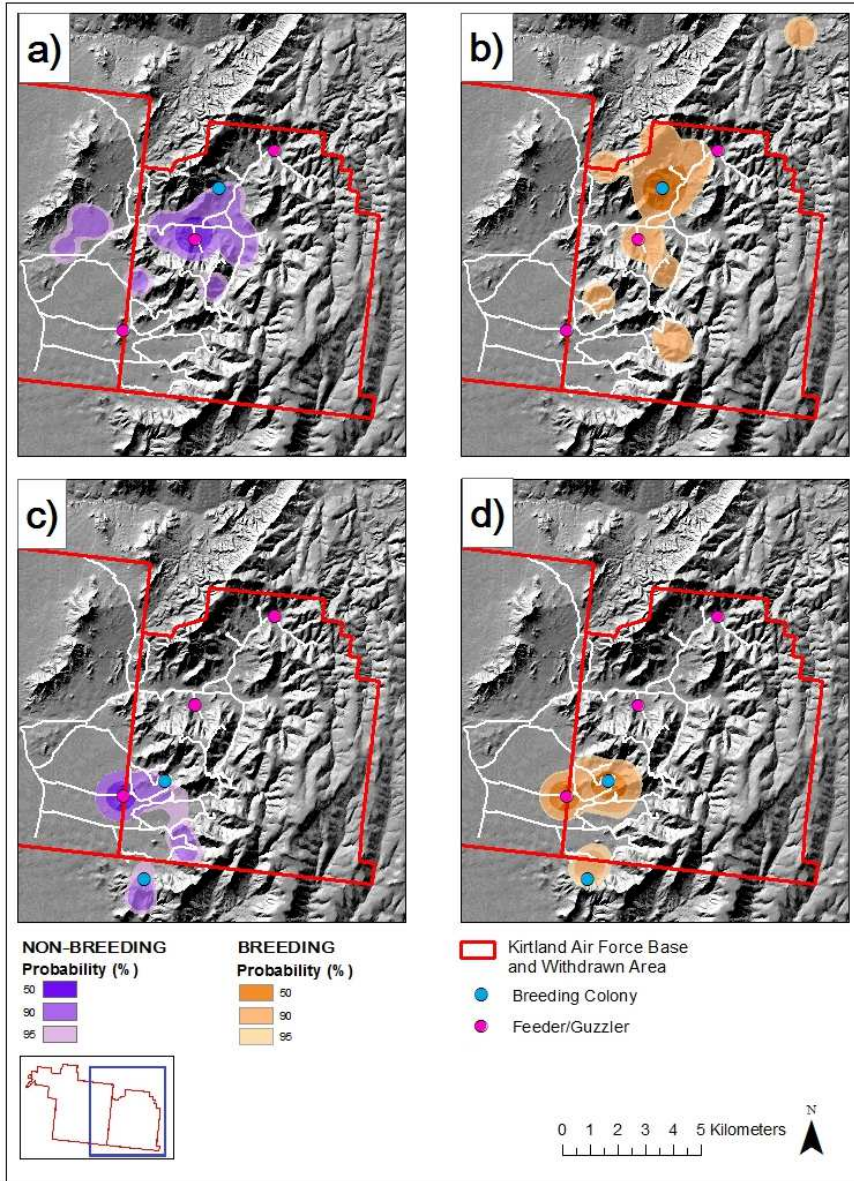 a)
b)
c)
d)
NON-BREEDING
Probability (%)
50
90
95
BREEDING
Probability (%)
50
90
95
Kirtland Air Force Base
and Withdrawn Area
Breeding Colony
Feeder/Guzzler
0 1 2 3 4 5 Kilometers
N